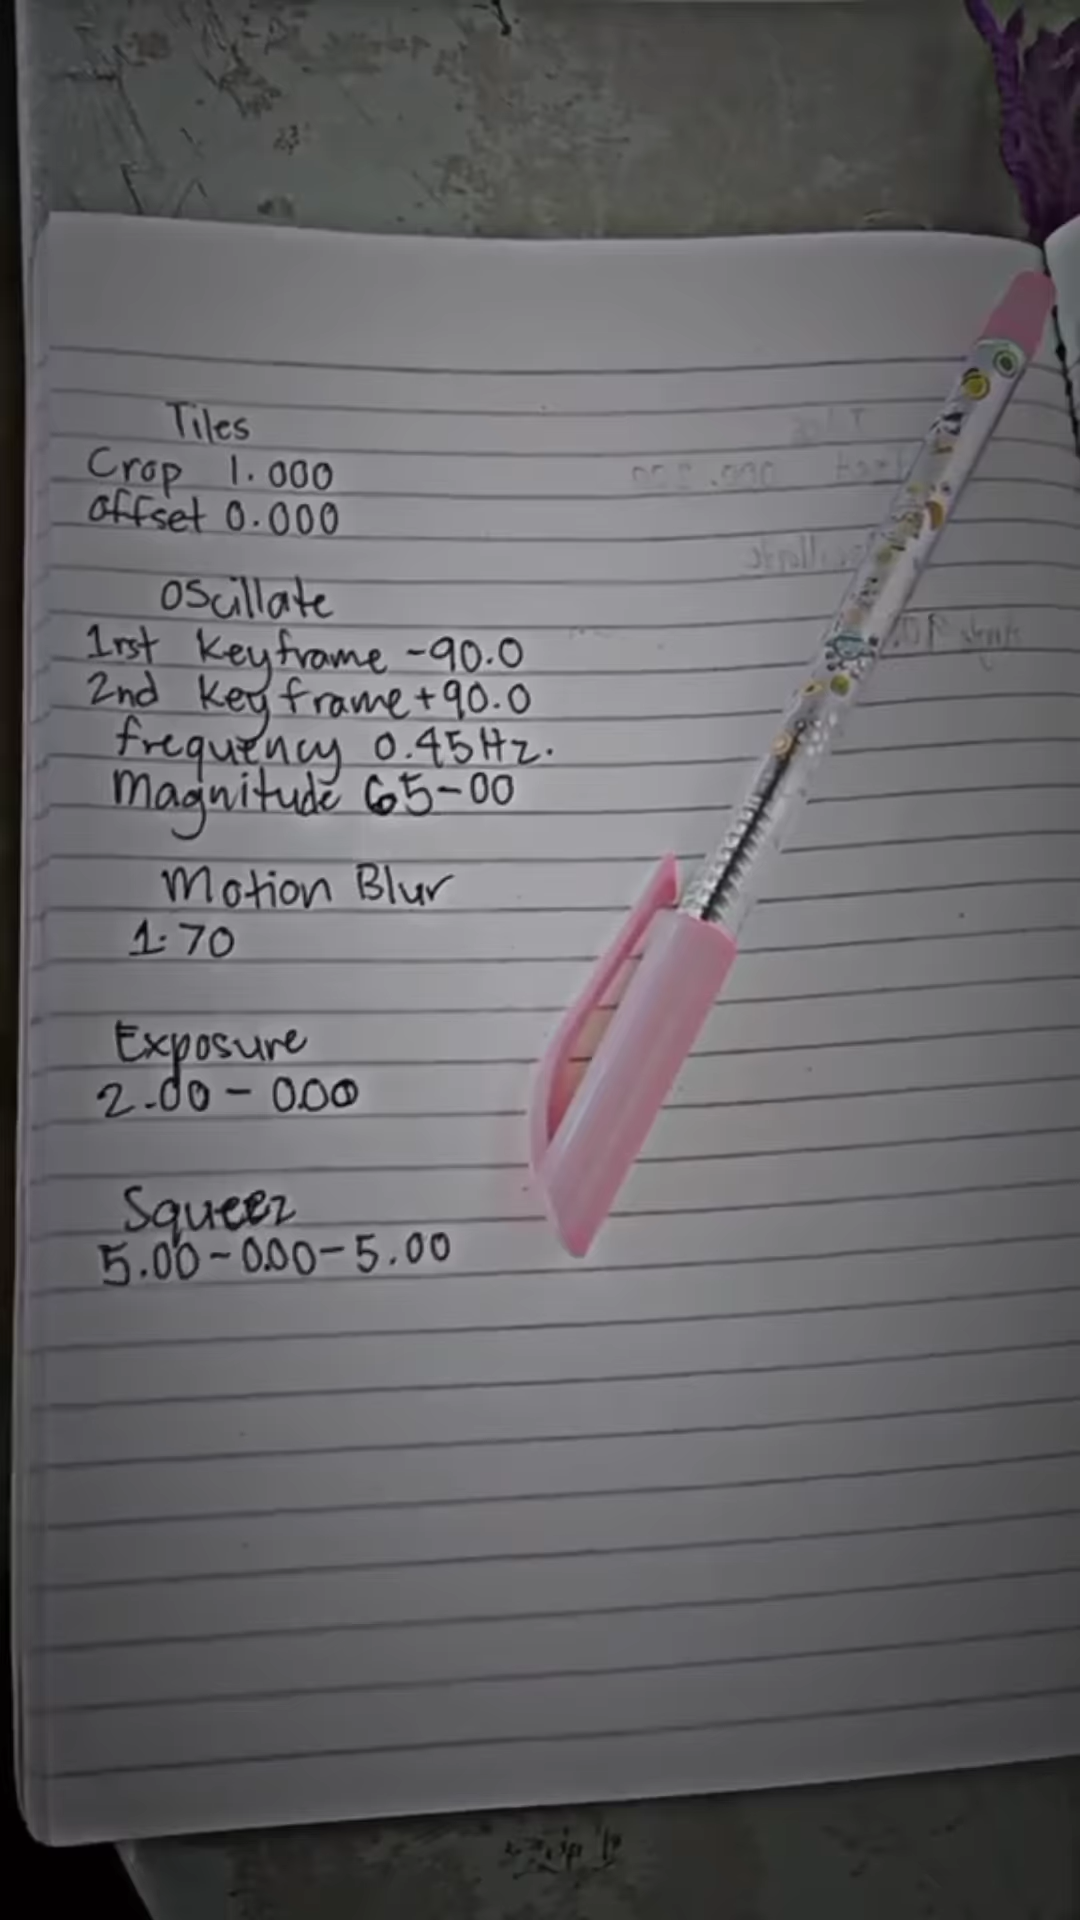 Tiles
Crop 1.000
offset 0.000
Oscillate
1rst keyframe -90.0
2nd keyframe +90.0
frequency 0.45Hz.
Magnitude 65-00
Motion Blur
1.70
Exposure
2.00 - 0.00
Squeez
5.00-0.00-5.00